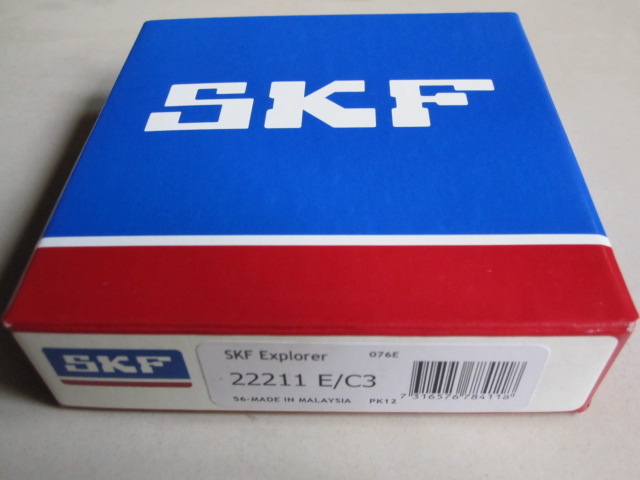 SKF
SKF
SKF Explorer 076E
22211 E/C3
56-MADE IN MALAYSIA PK12
7 316576 784118